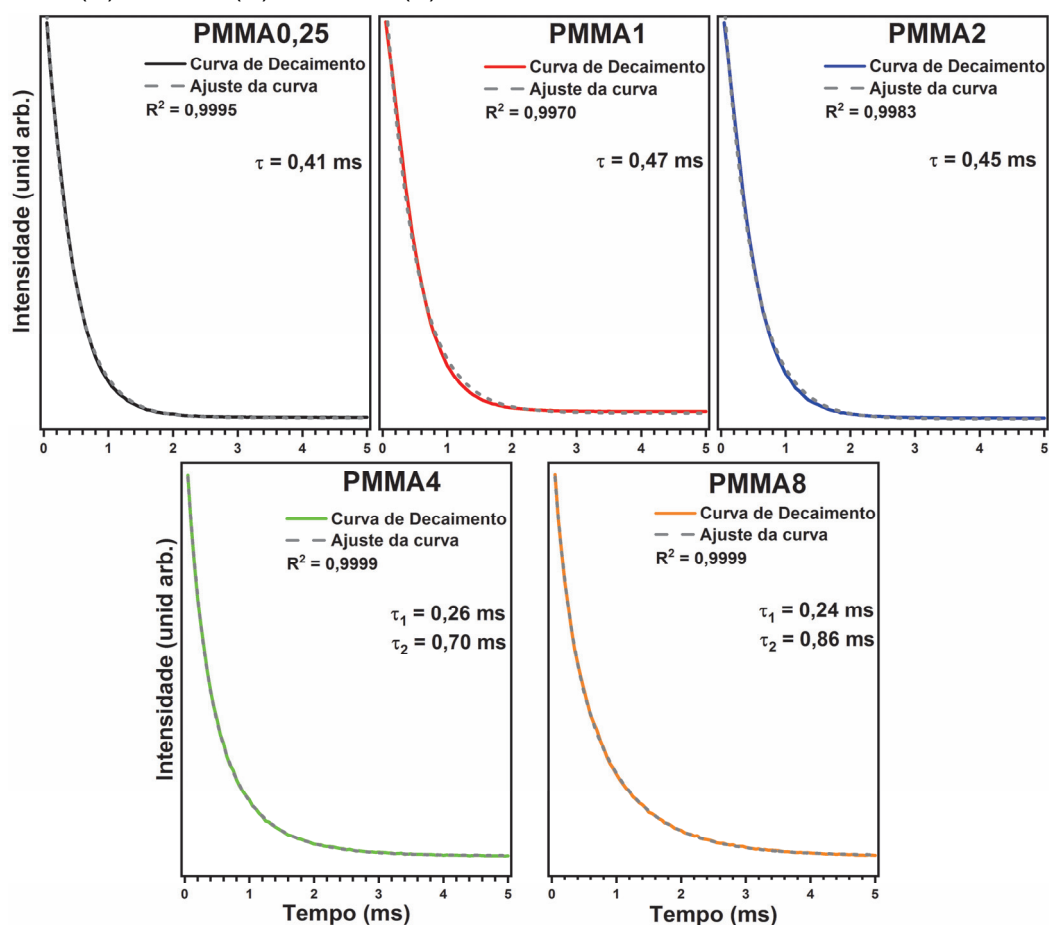 PMMA0,25
Curva de Decaimento
Ajuste da curva
R² = 0,9995
τ = 0,41 ms
Intensidade (unid arb.)
0 1 2 3 4 5
PMMA1
Curva de Decaimento
Ajuste da curva
R² = 0,9970
τ = 0,47 ms
0 1 2 3 4 5
PMMA2
Curva de Decaimento
Ajuste da curva
R² = 0,9983
τ = 0,45 ms
0 1 2 3 4 5
PMMA4
Curva de Decaimento
Ajuste da curva
R² = 0,9999
τ₁ = 0,26 ms
τ₂ = 0,70 ms
Intensidade (unid arb.)
0 1 2 3 4 5
Tempo (ms)
PMMA8
Curva de Decaimento
Ajuste da curva
R² = 0,9999
τ₁ = 0,24 ms
τ₂ = 0,86 ms
0 1 2 3 4 5
Tempo (ms)